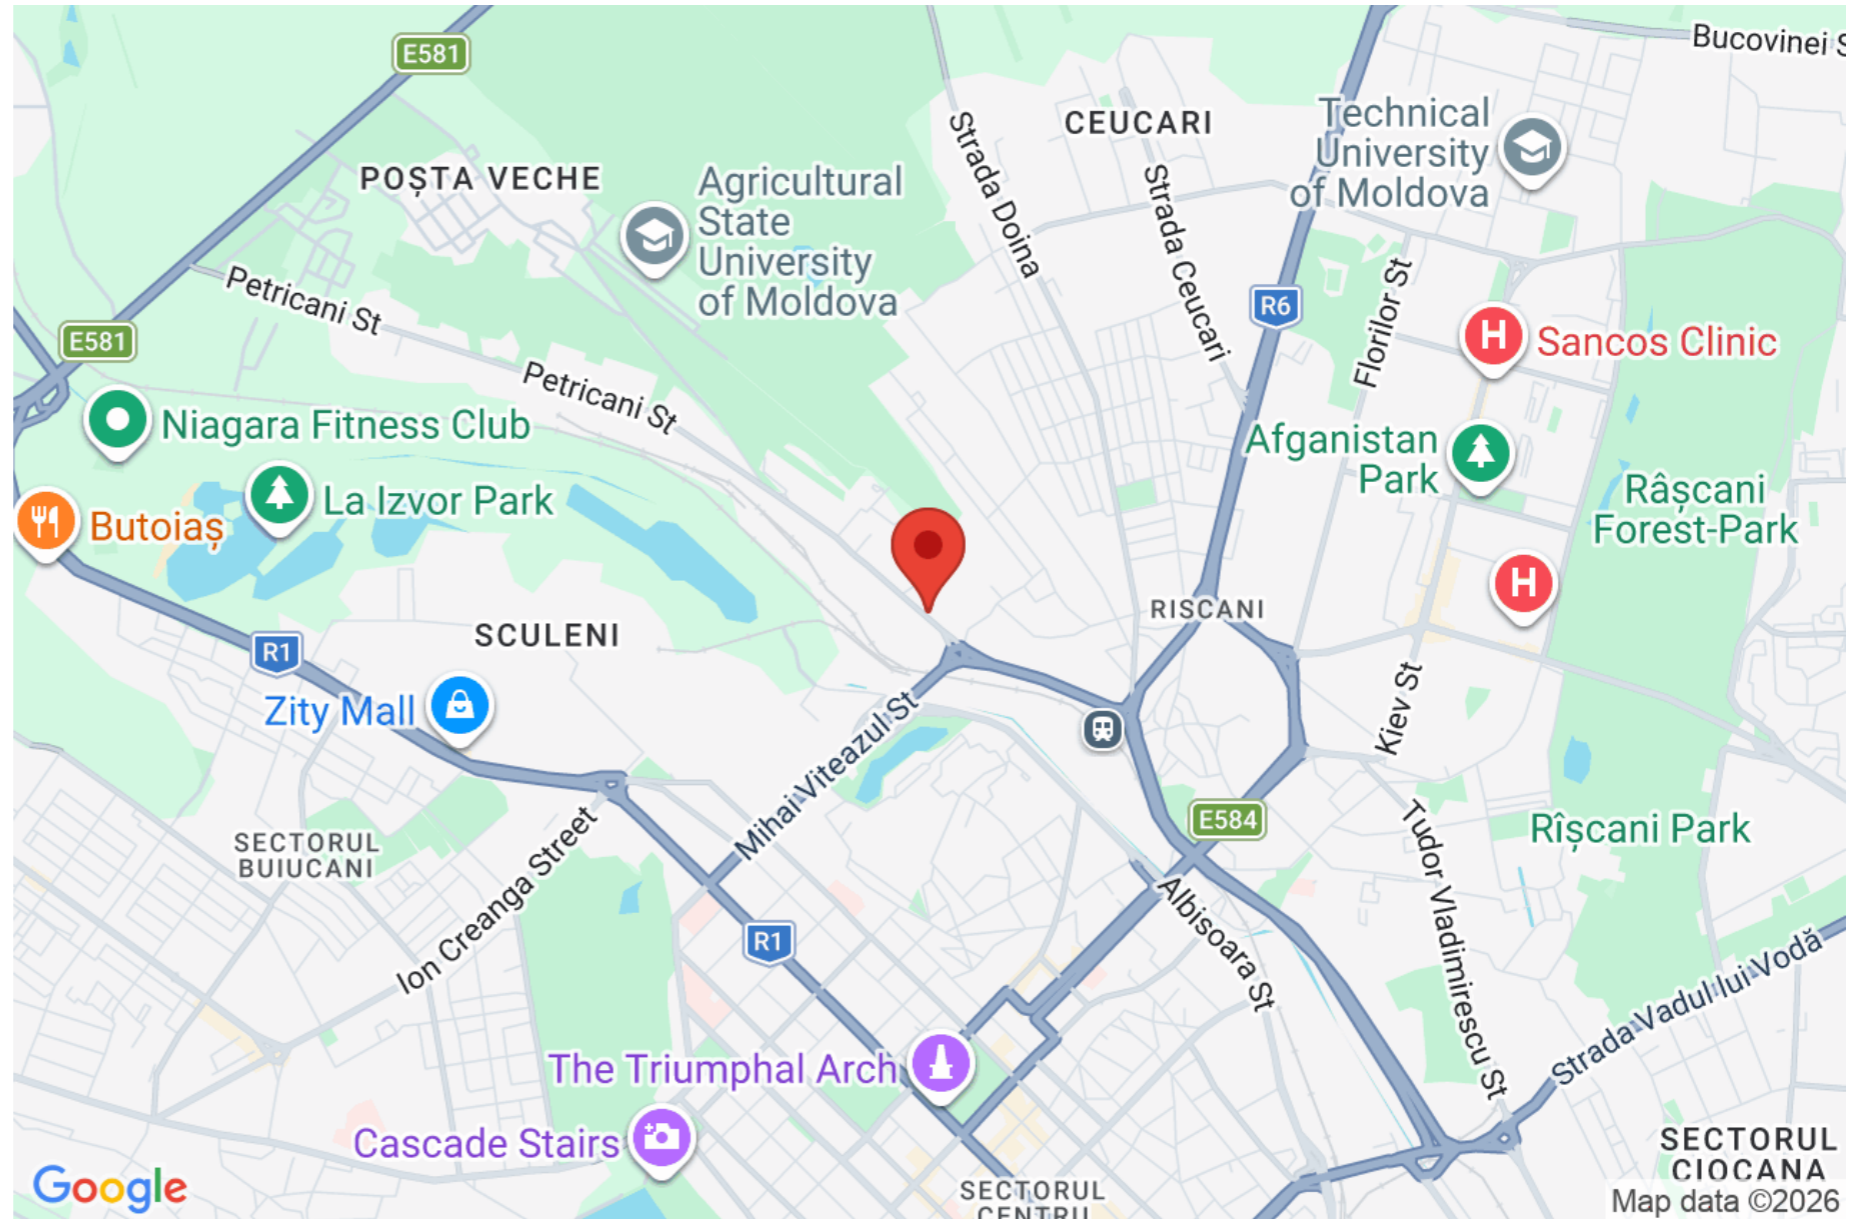 E581
Bucovinei S
CEUCARI
Technical
University
of Moldova
POȘTA VECHE
Agricultural
State
University
of Moldova
Strada Doina
Strada Ceucari
Petricani St
Florilor St
R6
E581
Sancos Clinic
Petricani St
Niagara Fitness Club
Afganistan
Park
La Izvor Park
Râșcani
Forest-Park
Butoiaș
H
H
RISCANI
SCULENI
R1
Zity Mall
Kiev St
Mihai Viteazul St
E584
Rîșcani Park
SECTORUL
BUIUCANI
Ion Creanga Street
Tudor Vladimirescu St
Albisoara St
R1
Strada Vadul lui Vodă
The Triumphal Arch
Cascade Stairs
SECTORUL
CIOCANA
SECTORUL
CENTRU
Google
Map data ©2026